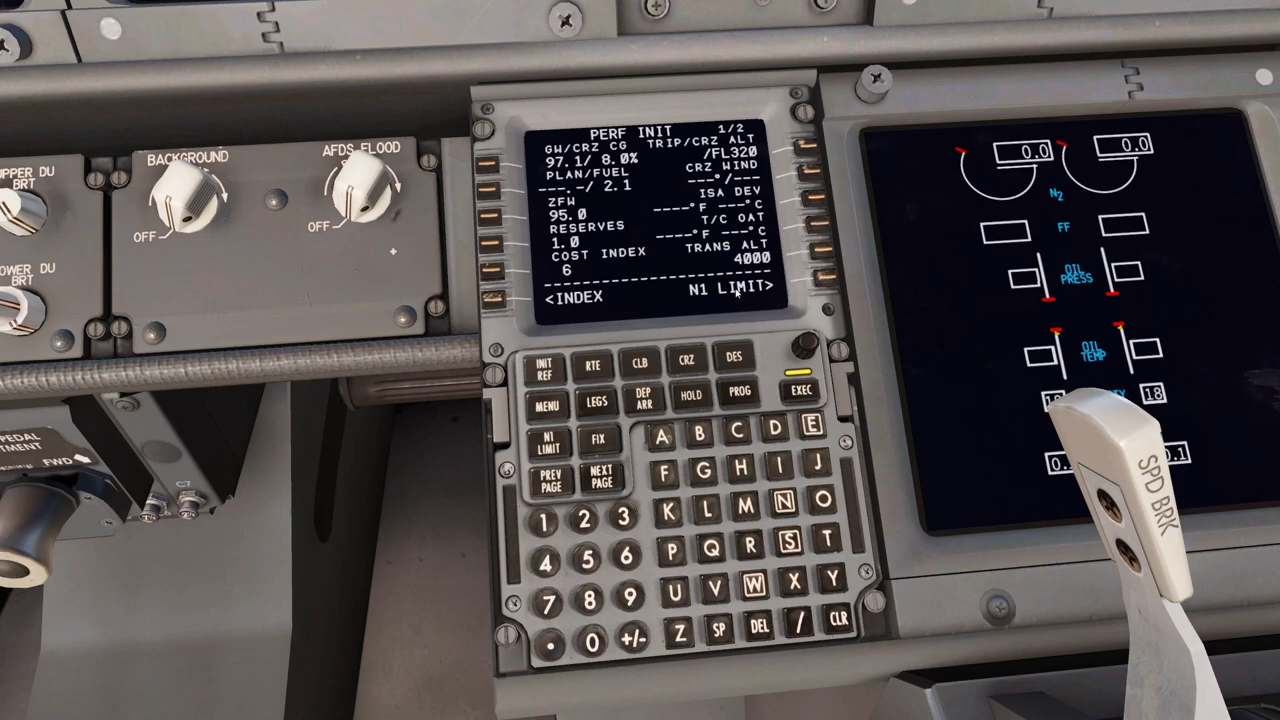 UPPER DU
BRT
BACKGROUND
OFF
AFDS FLOOD
OFF
BRT
PERF INIT 1/2
GW/CRZ CG TRIP/CRZ ALT
97.1/ 8.0% /FL320
PLAN/FUEL CRZ WIND
---.-/ 2.1 ---°/---
ZFW ISA DEV
95.0 ----°F ---°C
RESERVES T/C OAT
1.0 ----°F ---°C
COST INDEX TRANS ALT
6 4000
--------------------
<INDEX N1 LIMIT>
INIT
REF
RTE
CLB
CRZ
DES
MENU
LEGS
DEP
ARR
HOLD
PROG
EXEC
N1
LIMIT
FIX
PREV
PAGE
NEXT
PAGE
A B C D E
F G H I J
K L M N O
P Q R S T
U V W X Y
Z SP DEL / CLR
1 2 3
4 5 6
7 8 9
. 0 +/-
0.0 0.0
N2
FF
OIL
PRESS
OIL
TEMP
18
SPD BRK
FWD